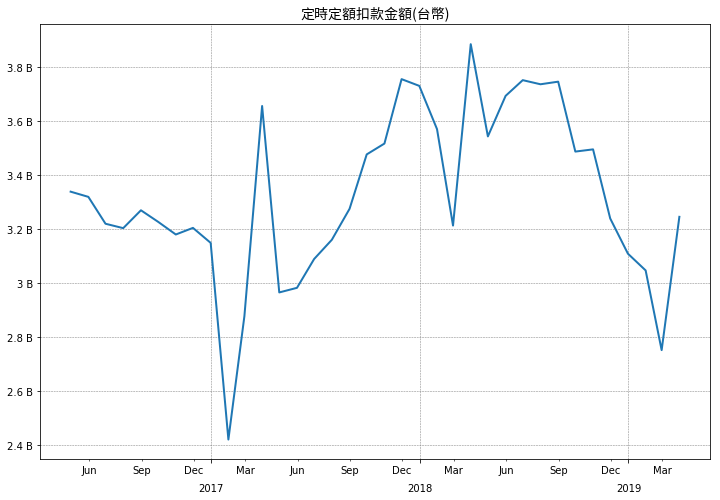 定時定額扣款金額(台幣)
3.8 B
3.6 B
3.4 B
3.2 B
3 B
2.8 B
2.6 B
2.4 B
Jun Sep Dec Mar Jun Sep Dec Mar Jun Sep Dec Mar
2017 2018 2019